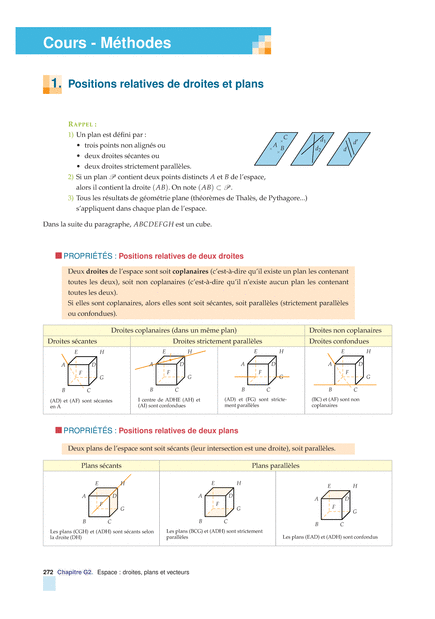 Cours - Méthodes
1. Positions relatives de droites et plans
RAPPEL :
1) Un plan est défini par :
• trois points non alignés ou
• deux droites sécantes ou
• deux droites strictement parallèles.
2) Si un plan 𝒫 contient deux points distincts A et B de l'espace,
alors il contient la droite (AB). On note (AB) ⊂ 𝒫.
3) Tous les résultats de géométrie plane (théorèmes de Thalès, de Pythagore...)
s'appliquent dans chaque plan de l'espace.
A B C d₁ d₂ d d'
Dans la suite du paragraphe, ABCDEFGH est un cube.
PROPRIÉTÉS : Positions relatives de deux droites
Deux droites de l'espace sont soit coplanaires (c'est-à-dire qu'il existe un plan les contenant
toutes les deux), soit non coplanaires (c'est-à-dire qu'il n'existe aucun plan les contenant
toutes les deux).
Si elles sont coplanaires, alors elles sont soit sécantes, soit parallèles (strictement parallèles
ou confondues).
Droites coplanaires (dans un même plan) Droites non coplanaires
Droites sécantes Droites strictement parallèles Droites confondues
E H E H E H E H
A D A D A D A D
F G F G F G F G
B C B C B C B C
(AD) et (AF) sont sécantes
en A
I centre de ADHE (AH) et
(AI) sont confondues
(AD) et (FG) sont stricte-
ment parallèles
(BC) et (AF) sont non
coplanaires
PROPRIÉTÉS : Positions relatives de deux plans
Deux plans de l'espace sont soit sécants (leur intersection est une droite), soit parallèles.
Plans sécants Plans parallèles
E H E H E H
A D A D A D
F G F G F G
B C B C B C
Les plans (CGH) et (ADH) sont sécants selon
la droite (DH)
Les plans (BCG) et (ADH) sont strictement
parallèles
Les plans (EAD) et (ADH) sont confondus
272 Chapitre G2. Espace : droites, plans et vecteurs